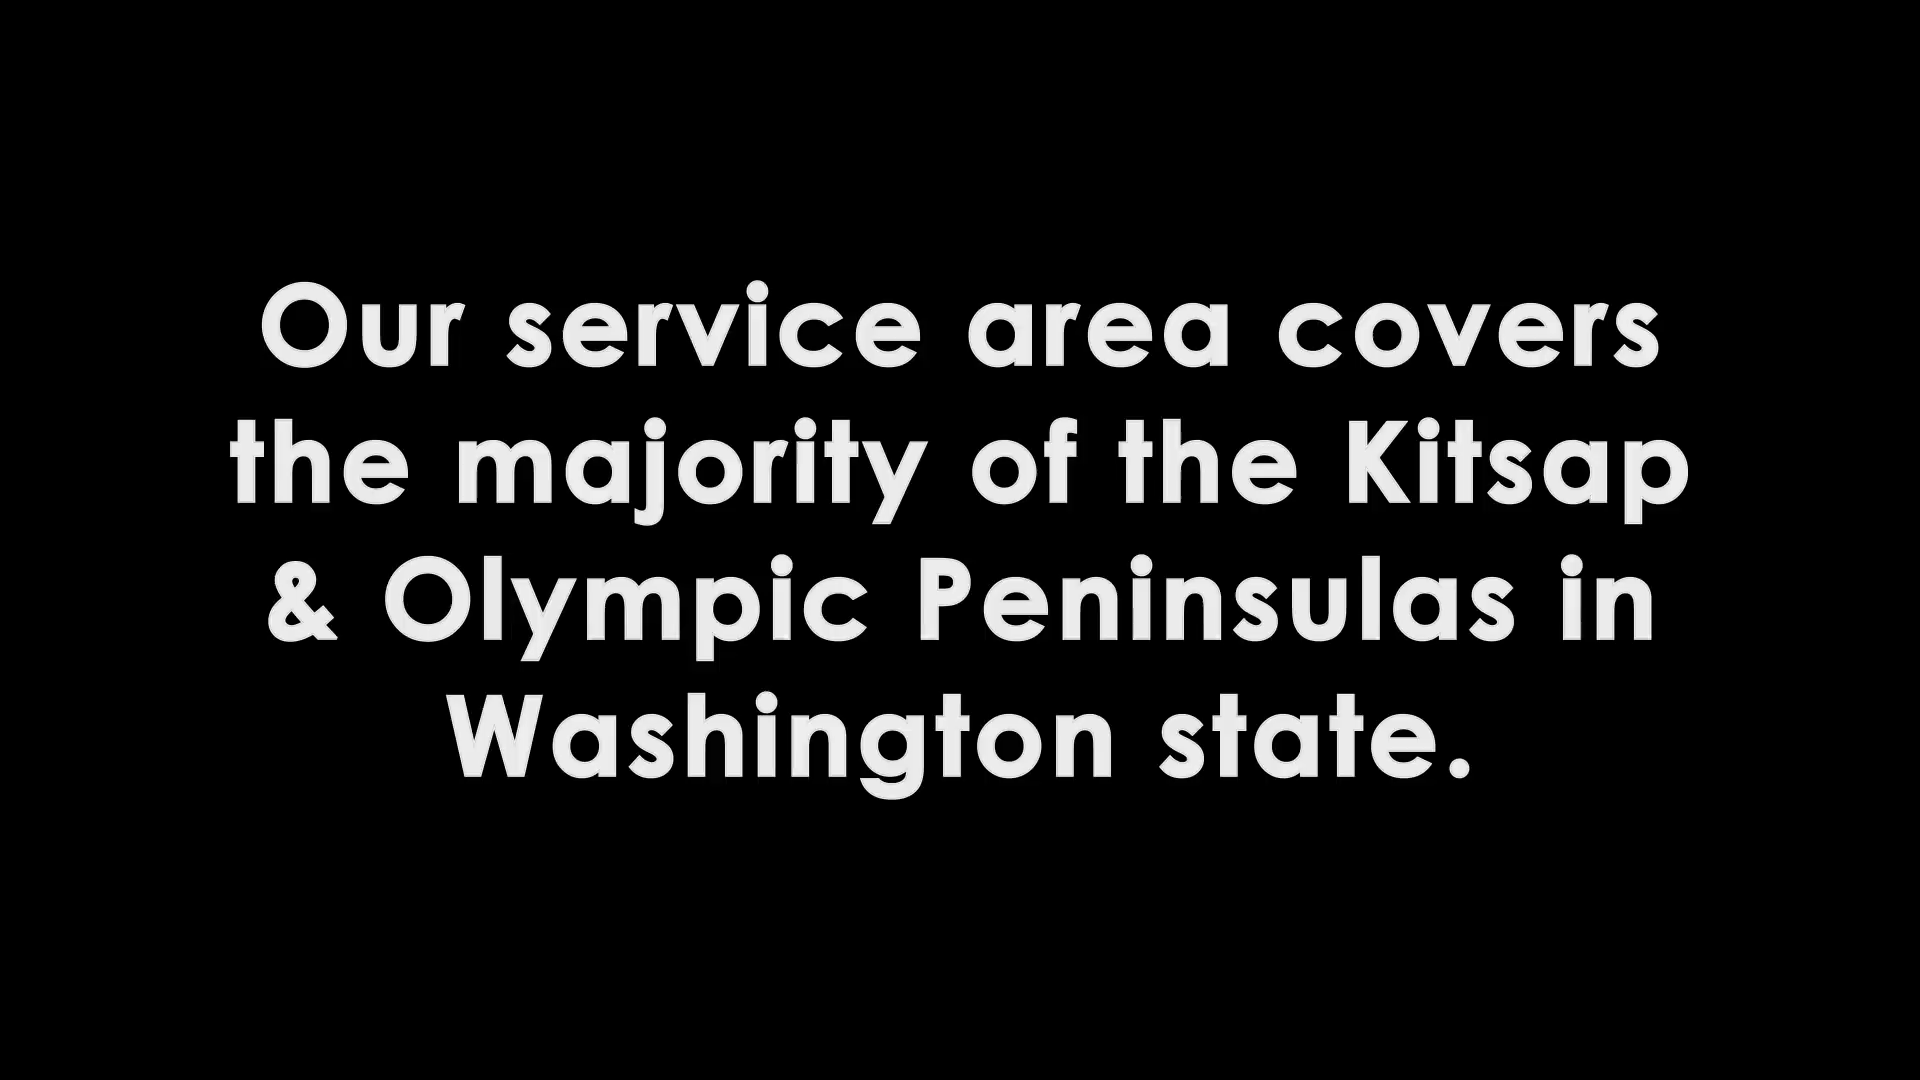 Our service area covers
the majority of the Kitsap
& Olympic Peninsulas in
Washington state.